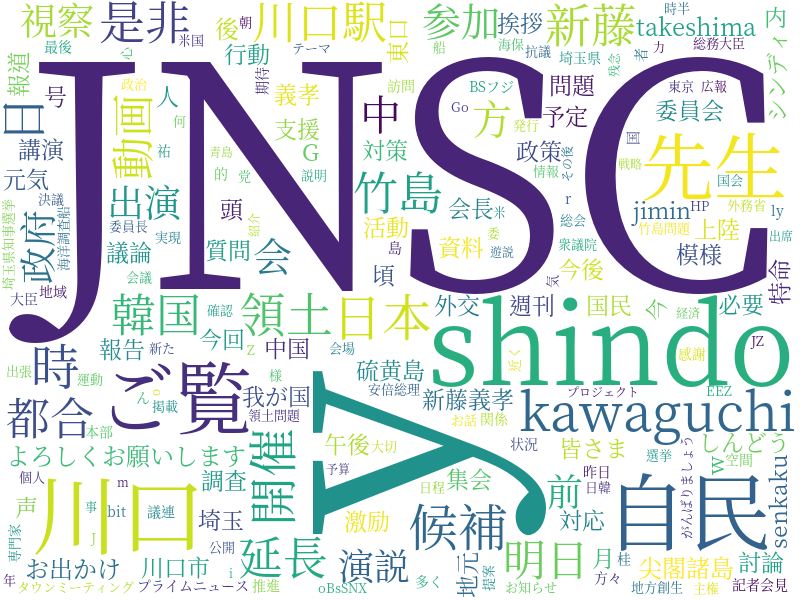 視察
是非
川口駅
参加
挨拶
新藤
takeshima
内
最後
心
米国
行動
後
朝
テーマ
東口
船
海保
抗議
埼玉県
残念
者
力
時半
総務大臣
シンディ
報道
号
動画
政治
人
期待
義孝
中
訪問
BSフジ
Go
問題
東京
広報
日
JNSC
講演
元気
決議
出演
何
祐
青島
的
党
支援
G
説明
対策
方
発行
予定
政策
情報
その後
委員会
国
戦略
先生
国会
外務省
政府
海洋調査船
埼玉県知事選挙
委員長
議論
実現
頭
紹介
質問
会
竹島
会長
米
活動
島
資料
委
遊説
r
総会
衆議院
jimin
HP
ly
竹島問題
上陸
出席
模様
特命
大臣
地域
会議
頃
気
今後
韓国
確認
領土
日本
外交
週刊
国民
今
必要
経済
時
報告
新た
今回
Z
会場
中国
shindo
近く
感謝
JZ
出張
運動
ご覧
様
硫黄島
安倍総理
プロジェクト
EEZ
都合
本部
ん
o
掲載
我が国
領土問題
y
新藤義孝
お話
関係
kawaguchi
よろしくお願いします
開催
午後
大切
状況
皆さま
選挙
がんばりましょう
しんどう
w
空間
個人
声
川口
事
J
m
bit
議連
調査
埼玉
予算
日程
集会
前
昨日
日韓
自民
senkaku
専門家
年
お出かけ
川口市
公開
i
延長
推進
激励
候補
対応
演説
oBsSNX
多く
地元
提案
明日
お知らせ
月
方々
桂
尖閣諸島
地方創生
主権
討論
記者会見
タウンミーティング
プライムニュース